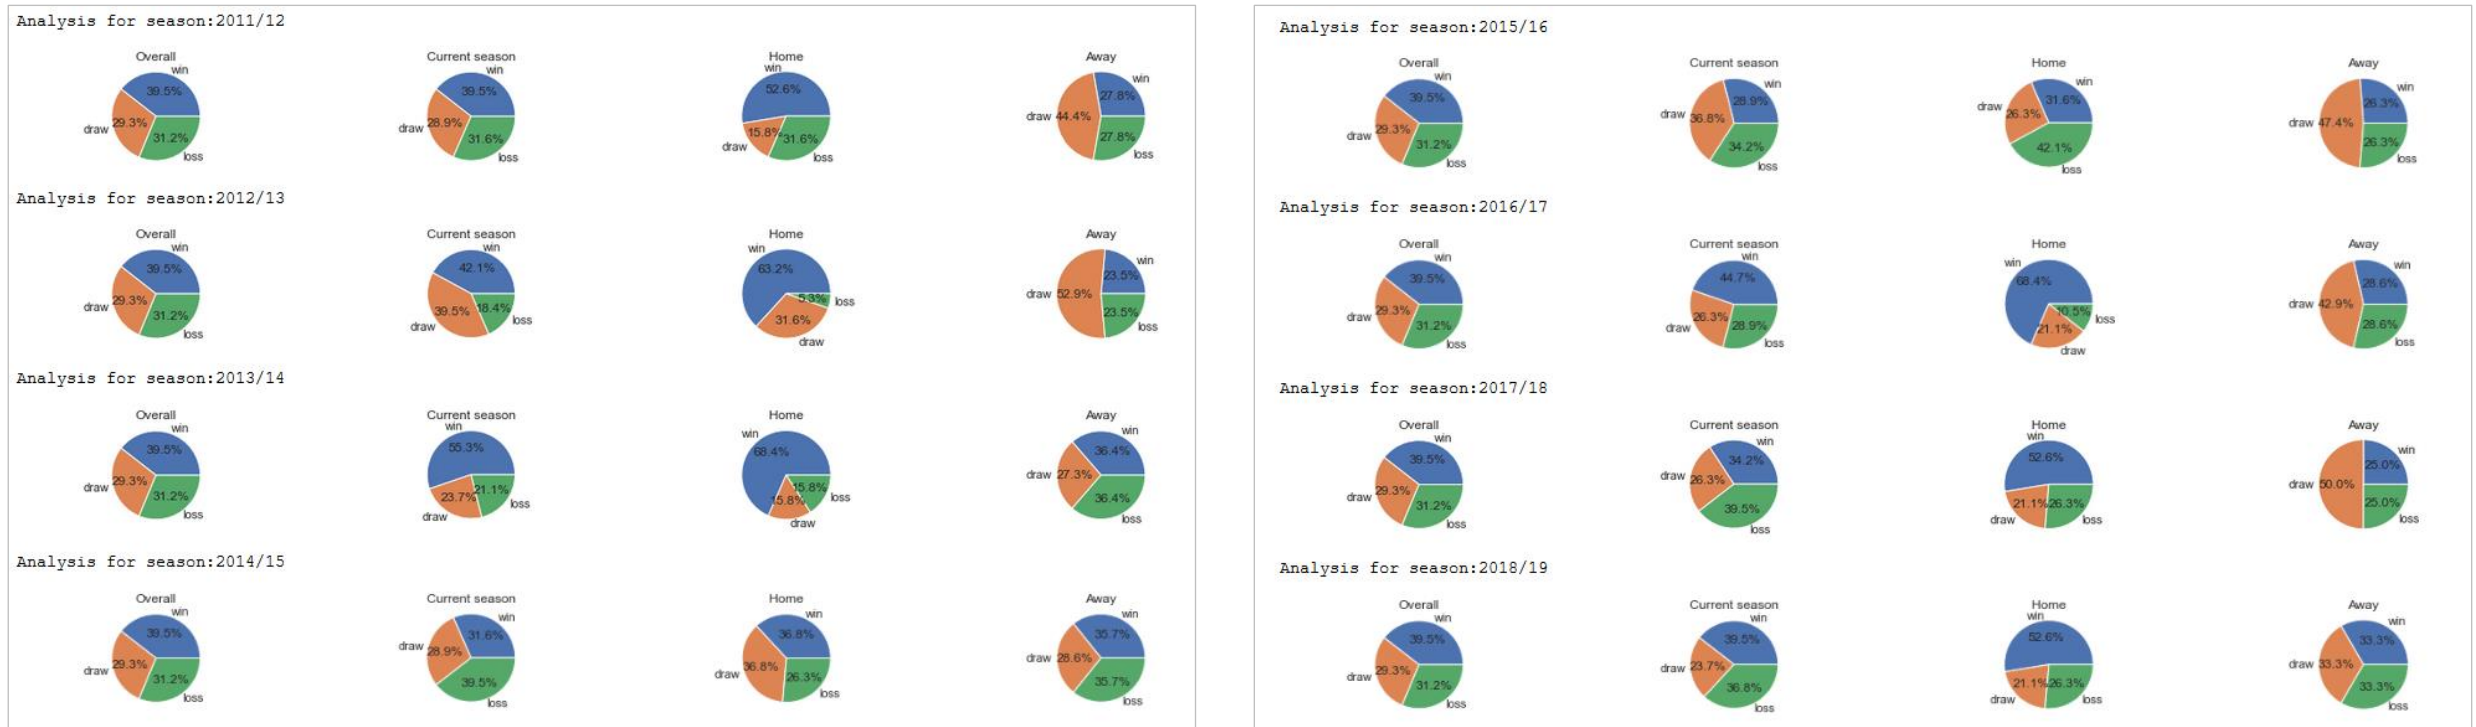 Analysis for season:2011/12
Overall Current season Home Away
win win win win
39.5% 39.5% 52.6% 27.8%
draw 29.3% draw 28.9% draw 15.8% draw 44.4%
31.2% 31.6% 31.6% 27.8%
loss loss loss loss
Analysis for season:2012/13
Overall Current season Home Away
win win win win
39.5% 42.1% 63.2% 23.5%
draw 29.3% draw 39.5% draw 31.6% draw 52.9%
31.2% 18.4% 5.3% 23.5%
loss loss loss loss
Analysis for season:2013/14
Overall Current season Home Away
win win win win
39.5% 55.3% 68.4% 36.4%
draw 29.3% draw 23.7% draw 15.8% draw 27.3%
31.2% 21.1% 15.8% 36.4%
loss loss loss loss
Analysis for season:2014/15
Overall Current season Home Away
win win win win
39.5% 31.6% 36.8% 35.7%
draw 29.3% draw 28.9% draw 36.8% draw 28.6%
31.2% 39.5% 26.3% 35.7%
loss loss loss loss
Analysis for season:2015/16
Overall Current season Home Away
win win win win
39.5% 28.9% 31.6% 26.3%
draw 29.3% draw 36.8% draw 26.3% draw 47.4%
31.2% 34.2% 42.1% 26.3%
loss loss loss loss
Analysis for season:2016/17
Overall Current season Home Away
win win win win
39.5% 44.7% 68.4% 28.6%
draw 29.3% draw 26.3% draw 21.1% draw 42.9%
31.2% 28.9% 10.5% 28.6%
loss loss loss loss
Analysis for season:2017/18
Overall Current season Home Away
win win win win
39.5% 34.2% 52.6% 25.0%
draw 29.3% draw 26.3% draw 21.1% draw 50.0%
31.2% 39.5% 26.3% 25.0%
loss loss loss loss
Analysis for season:2018/19
Overall Current season Home Away
win win win win
39.5% 39.5% 52.6% 33.3%
draw 29.3% draw 23.7% draw 21.1% draw 33.3%
31.2% 36.8% 26.3% 33.3%
loss loss loss loss